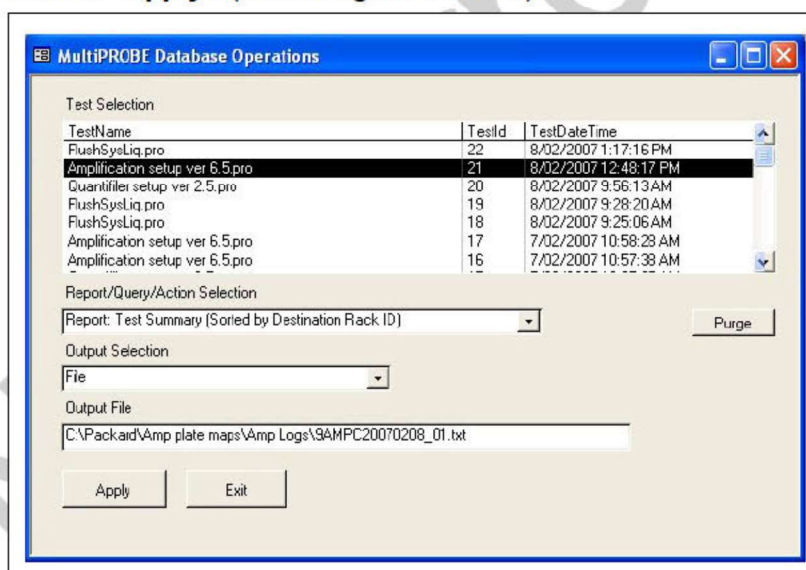 MultiPROBE Database Operations
Test Selection
TestName TestId TestDateTime
FlushSysLiq.pro 22 8/02/2007 1:17:16 PM
Amplification setup ver 6.5.pro 21 8/02/2007 12:48:17 PM
Quantifiler setup ver 2.5.pro 20 8/02/2007 9:56:13 AM
FlushSysLiq.pro 19 8/02/2007 9:28:20 AM
FlushSysLiq.pro 18 8/02/2007 9:25:06 AM
Amplification setup ver 6.5.pro 17 7/02/2007 10:58:28 AM
Amplification setup ver 6.5.pro 16 7/02/2007 10:57:38 AM
Report/Query/Action Selection
Report: Test Summary (Sorted by Destination Rack ID)
Purge
Output Selection
File
Output File
C:\Packard\Amp plate maps\Amp Logs\9AMPC20070208_01.txt
Apply Exit